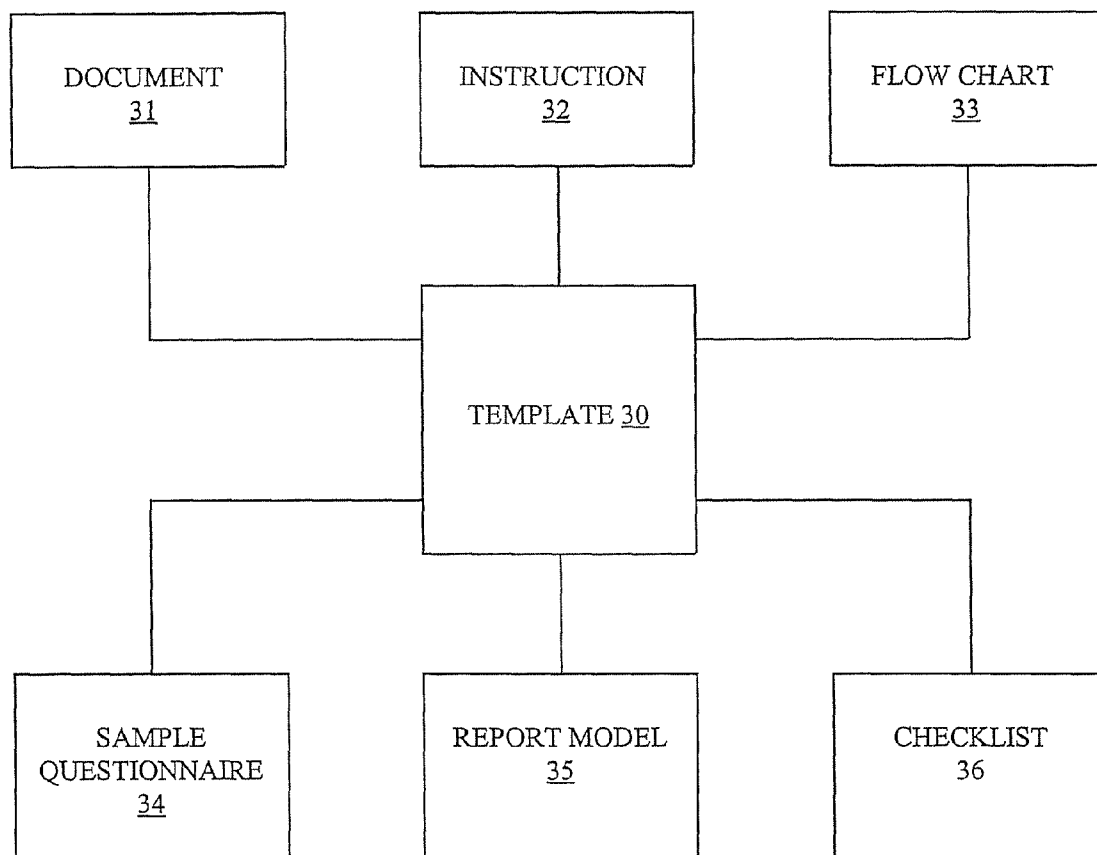 DOCUMENT
31
INSTRUCTION
32
FLOW CHART
33
TEMPLATE 30
SAMPLE
QUESTIONNAIRE
34
REPORT MODEL
35
CHECKLIST
36